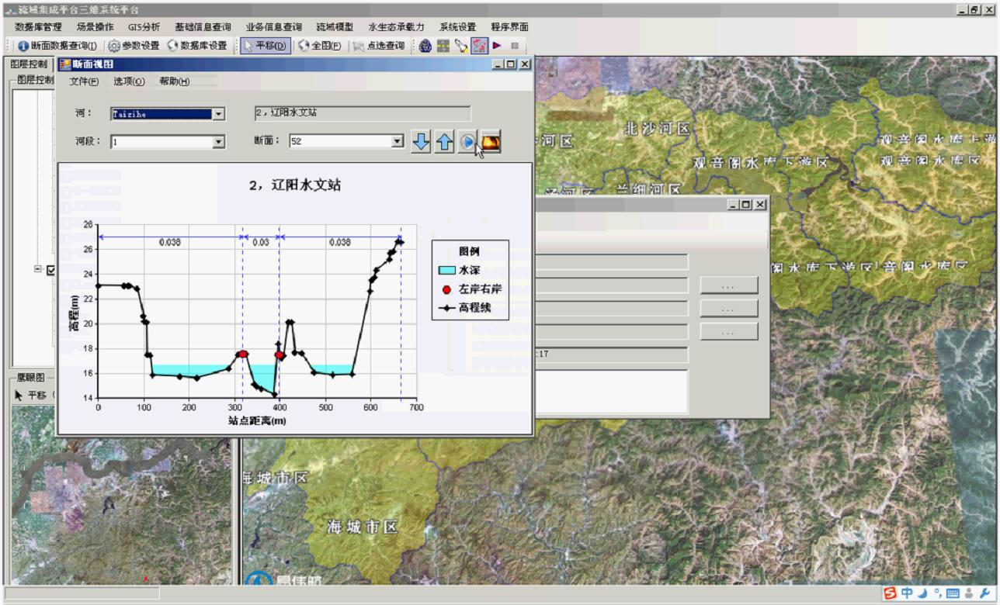 流域集成平台三维系统平台
数据库管理 场景操作 GIS分析 基础信息查询 业务信息查询 流域模型 水生态承载力 系统设置 程序界面
断面数据查询(I) 参数设置 数据库设置 平移(D) 全图(F) 点选查询
图层控制
图层控制
断面视图
文件(F) 选项(O) 帮助(H)
河： Taizihe 2，辽阳水文站
河段： 1 断面： 52
2，辽阳水文站
28
26
24
22
20
18
16
14
0.038 0.03 0.038
高程(m)
0 100 200 300 400 500 600 700
站点距离(m)
图例
水深
左岸右岸
高程线
北沙河区
沙河区
观音阁水库上游
观音阁水库下游区
观音阁水库区
汤河区
兰细河区
阁水库下游区
音阁水库区
...
...
...
:17
鹰眼图
平移
海城市区
海城市区
易伟航
中